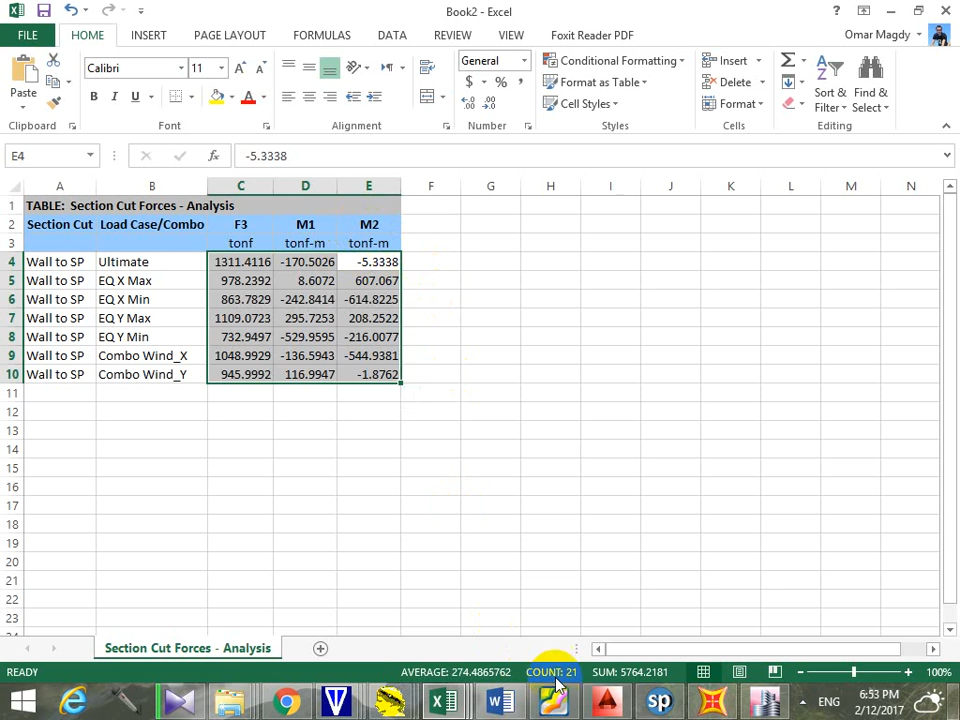 Book2 - Excel
FILE HOME INSERT PAGE LAYOUT FORMULAS DATA REVIEW VIEW Foxit Reader PDF Omar Magdy
Paste
Calibri 11
B I U A
General
$ % ,
Conditional Formatting
Format as Table
Cell Styles
Insert
Delete
Format
Sort & Filter
Find & Select
Clipboard Font Alignment Number Styles Cells Editing
E4 fx -5.3338
A B C D E F G H I J K L M N
1 TABLE: Section Cut Forces - Analysis
2 Section Cut Load Case/Combo F3 M1 M2
3 tonf tonf-m tonf-m
4 Wall to SP Ultimate 1311.4116 -170.5026 -5.3338
5 Wall to SP EQ X Max 978.2392 8.6072 607.067
6 Wall to SP EQ X Min 863.7829 -242.8414 -614.8225
7 Wall to SP EQ Y Max 1109.0723 295.7253 208.2522
8 Wall to SP EQ Y Min 732.9497 -529.9595 -216.0077
9 Wall to SP Combo Wind_X 1048.9929 -136.5943 -544.9381
10 Wall to SP Combo Wind_Y 945.9992 116.9947 -1.8762
11
12
13
14
15
16
17
18
19
20
21
22
23
Section Cut Forces - Analysis
READY AVERAGE: 274.4865762 COUNT: 21 SUM: 5764.2181 100%
ENG 6:53 PM
2/12/2017